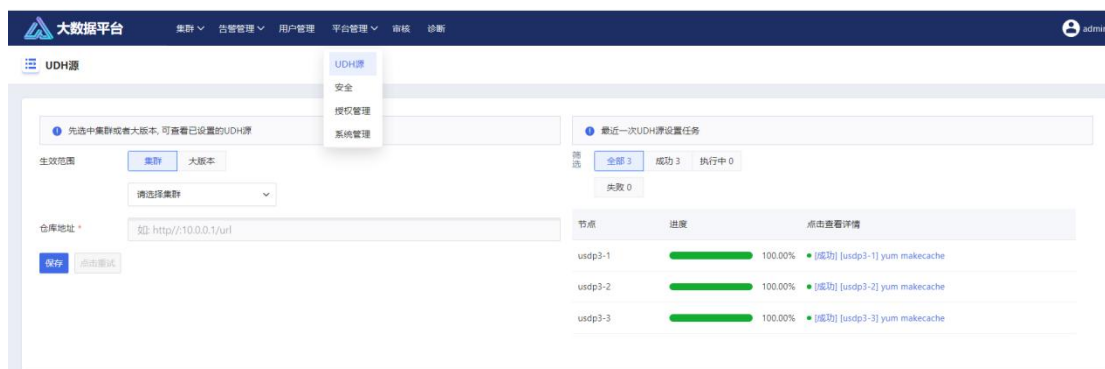 大数据平台 集群 告警管理 用户管理 平台管理 审核 诊断 admin
UDH源
UDH源
安全
授权管理
系统管理
先选中集群或者大版本, 可查看已设置的UDH源
生效范围 集群 大版本
请选择集群
仓库地址 * 如: http//:10.0.0.1/url
保存 点击重试
最近一次UDH源设置任务
筛选 全部 3 成功 3 执行中 0
失败 0
节点 进度 点击查看详情
usdp3-1 100.00% [成功] [usdp3-1] yum makecache
usdp3-2 100.00% [成功] [usdp3-2] yum makecache
usdp3-3 100.00% [成功] [usdp3-3] yum makecache